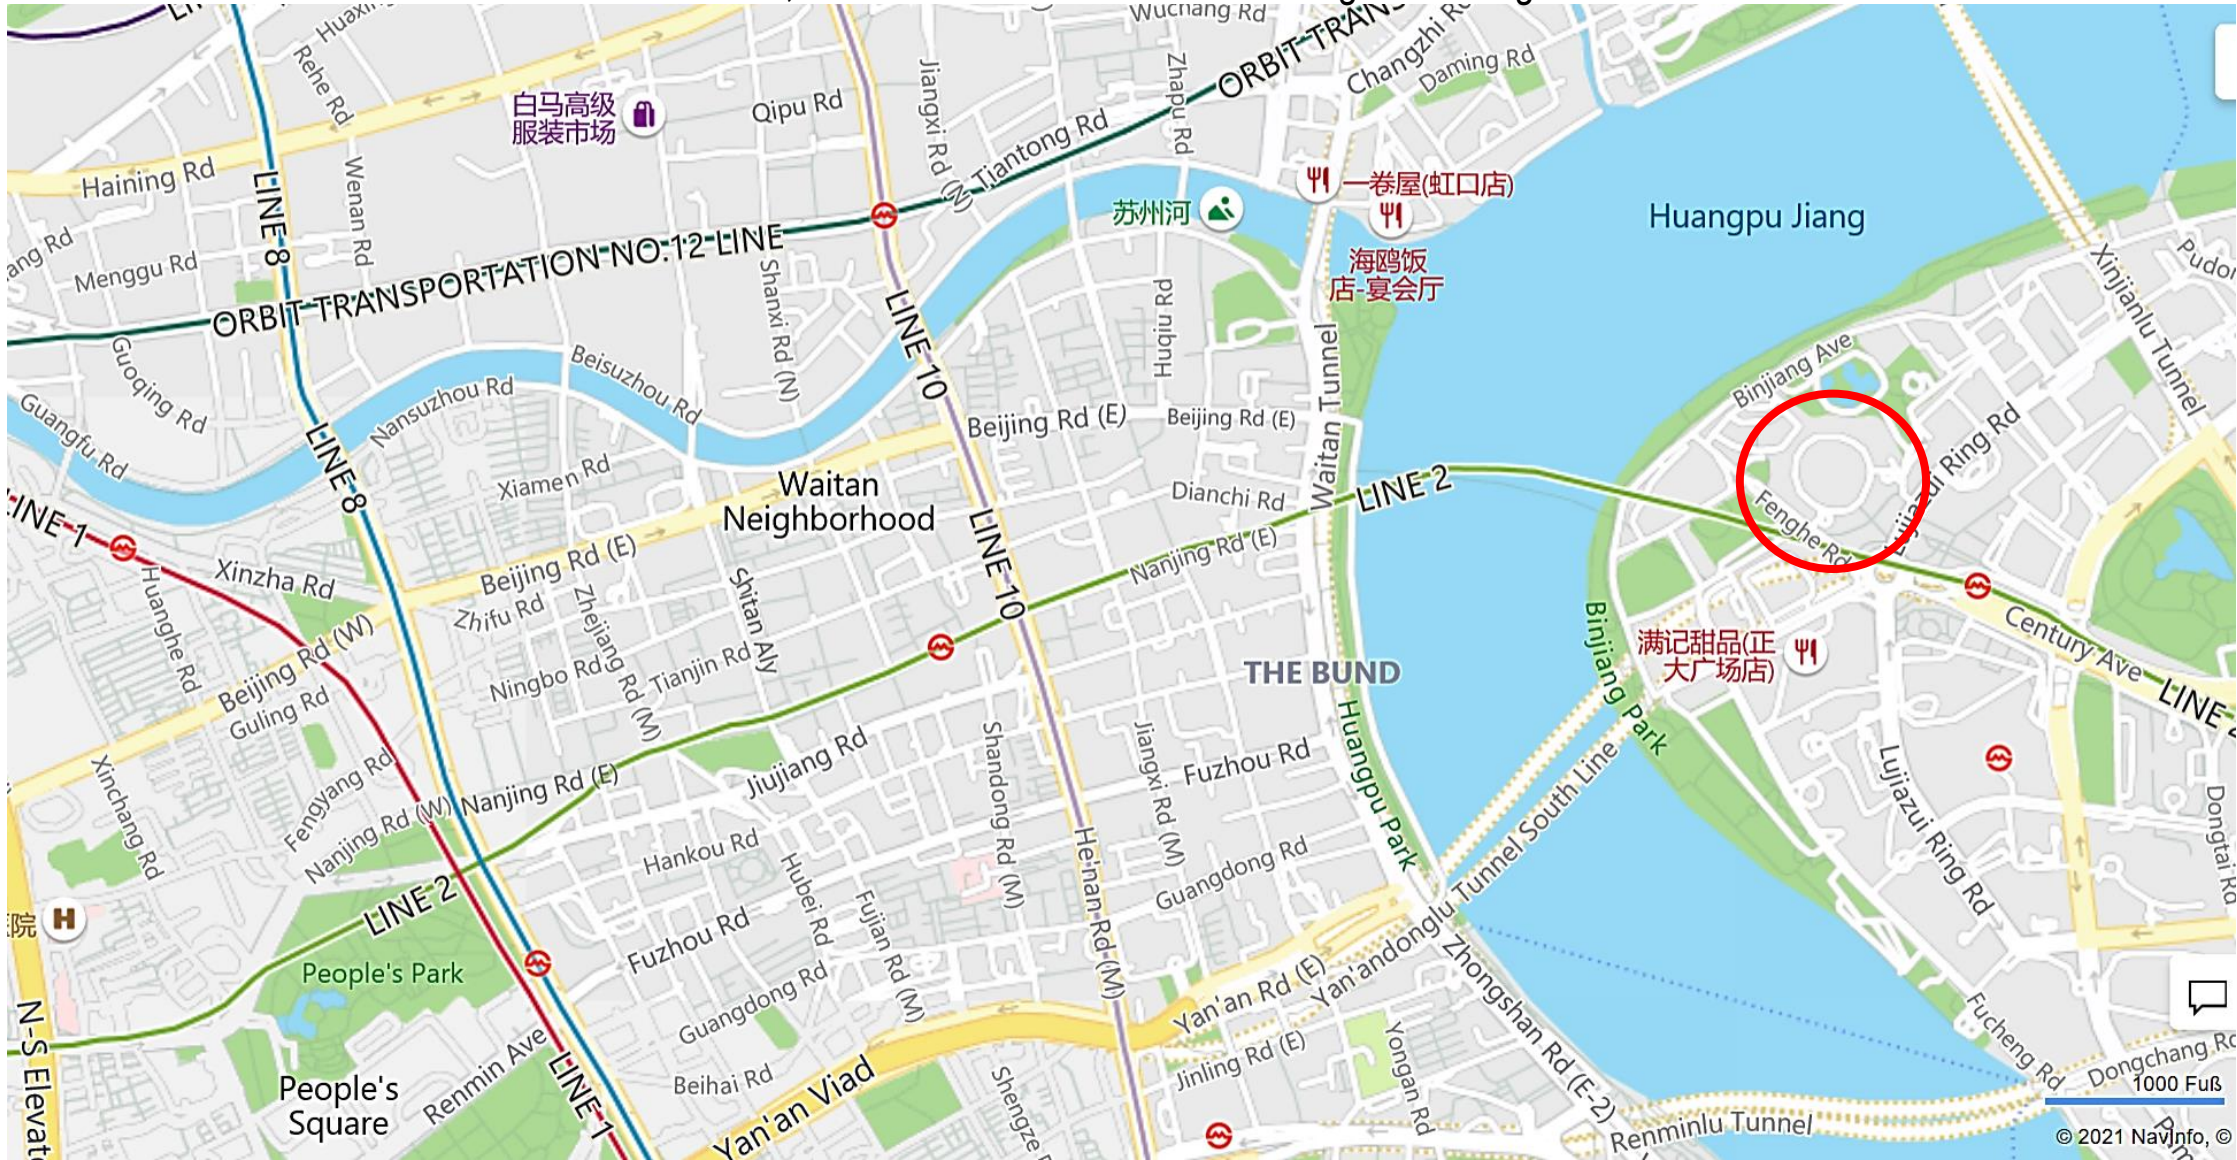 Huaxin
Wuchang Rd
Changzhi Rd
Daming Rd
ORBIT TRANS
Rehe Rd
白马高级
服装市场
Qipu Rd
Jiangxi Rd (N)
Zhapu Rd
Tiantong Rd
Haining Rd
LINE 8
Wenan Rd
一卷屋(虹口店)
苏州河
Huangpu Jiang
海鸥饭
店-宴会厅
ang Rd
Menggu Rd
ORBIT TRANSPORTATION NO.12 LINE
Shanxi Rd (N)
LINE 10
Huqiu Rd
Waitan Tunnel
Xinjianlu Tunnel
Pudon
Guoqing Rd
Beisuzhou Rd
Nansuzhou Rd
Guangfu Rd
Binjiang Ave
LINE 8
Beijing Rd (E)
Beijing Rd (E)
Lujiazui Ring Rd
Xiamen Rd
Waitan
Neighborhood
Dianchi Rd
LINE 2
Fenghe Rd
LINE 1
LINE 10
Nanjing Rd (E)
Xinzha Rd
Beijing Rd (E)
Zhifu Rd
Zhejiang Rd (M)
Shitan Aly
Huanghe Rd
Beijing Rd (W)
Guling Rd
Ningbo Rd
Tianjin Rd
THE BUND
Binjiang Park
满记甜品(正
大广场店)
Century Ave
LINE 2
Xinchang Rd
Fengyang Rd
Nanjing Rd (W)
Nanjing Rd (E)
Jiujiang Rd
Shandong Rd (M)
Jiangxi Rd (M)
Fuzhou Rd
Huangpu Park
Yan'andonglu Tunnel South Line
Lujiazui Ring Rd
Dongtai Rd
Hankou Rd
Hubei Rd
Fujian Rd (M)
He'nan Rd (M)
Guangdong Rd
LINE 2
院
H
People's Park
Fuzhou Rd
Guangdong Rd
Yan'an Rd (E)
Zhongshan Rd (E-2)
Fucheng Rd
Dongchang Rd
N-S Elevat
People's
Square
Renmin Ave
LINE 1
Beihai Rd
Yan'an Viad
Shengze
Jinling Rd (E)
Yongan Rd
Renminlu Tunnel
1000 Fuß
© 2021 NavInfo, ©